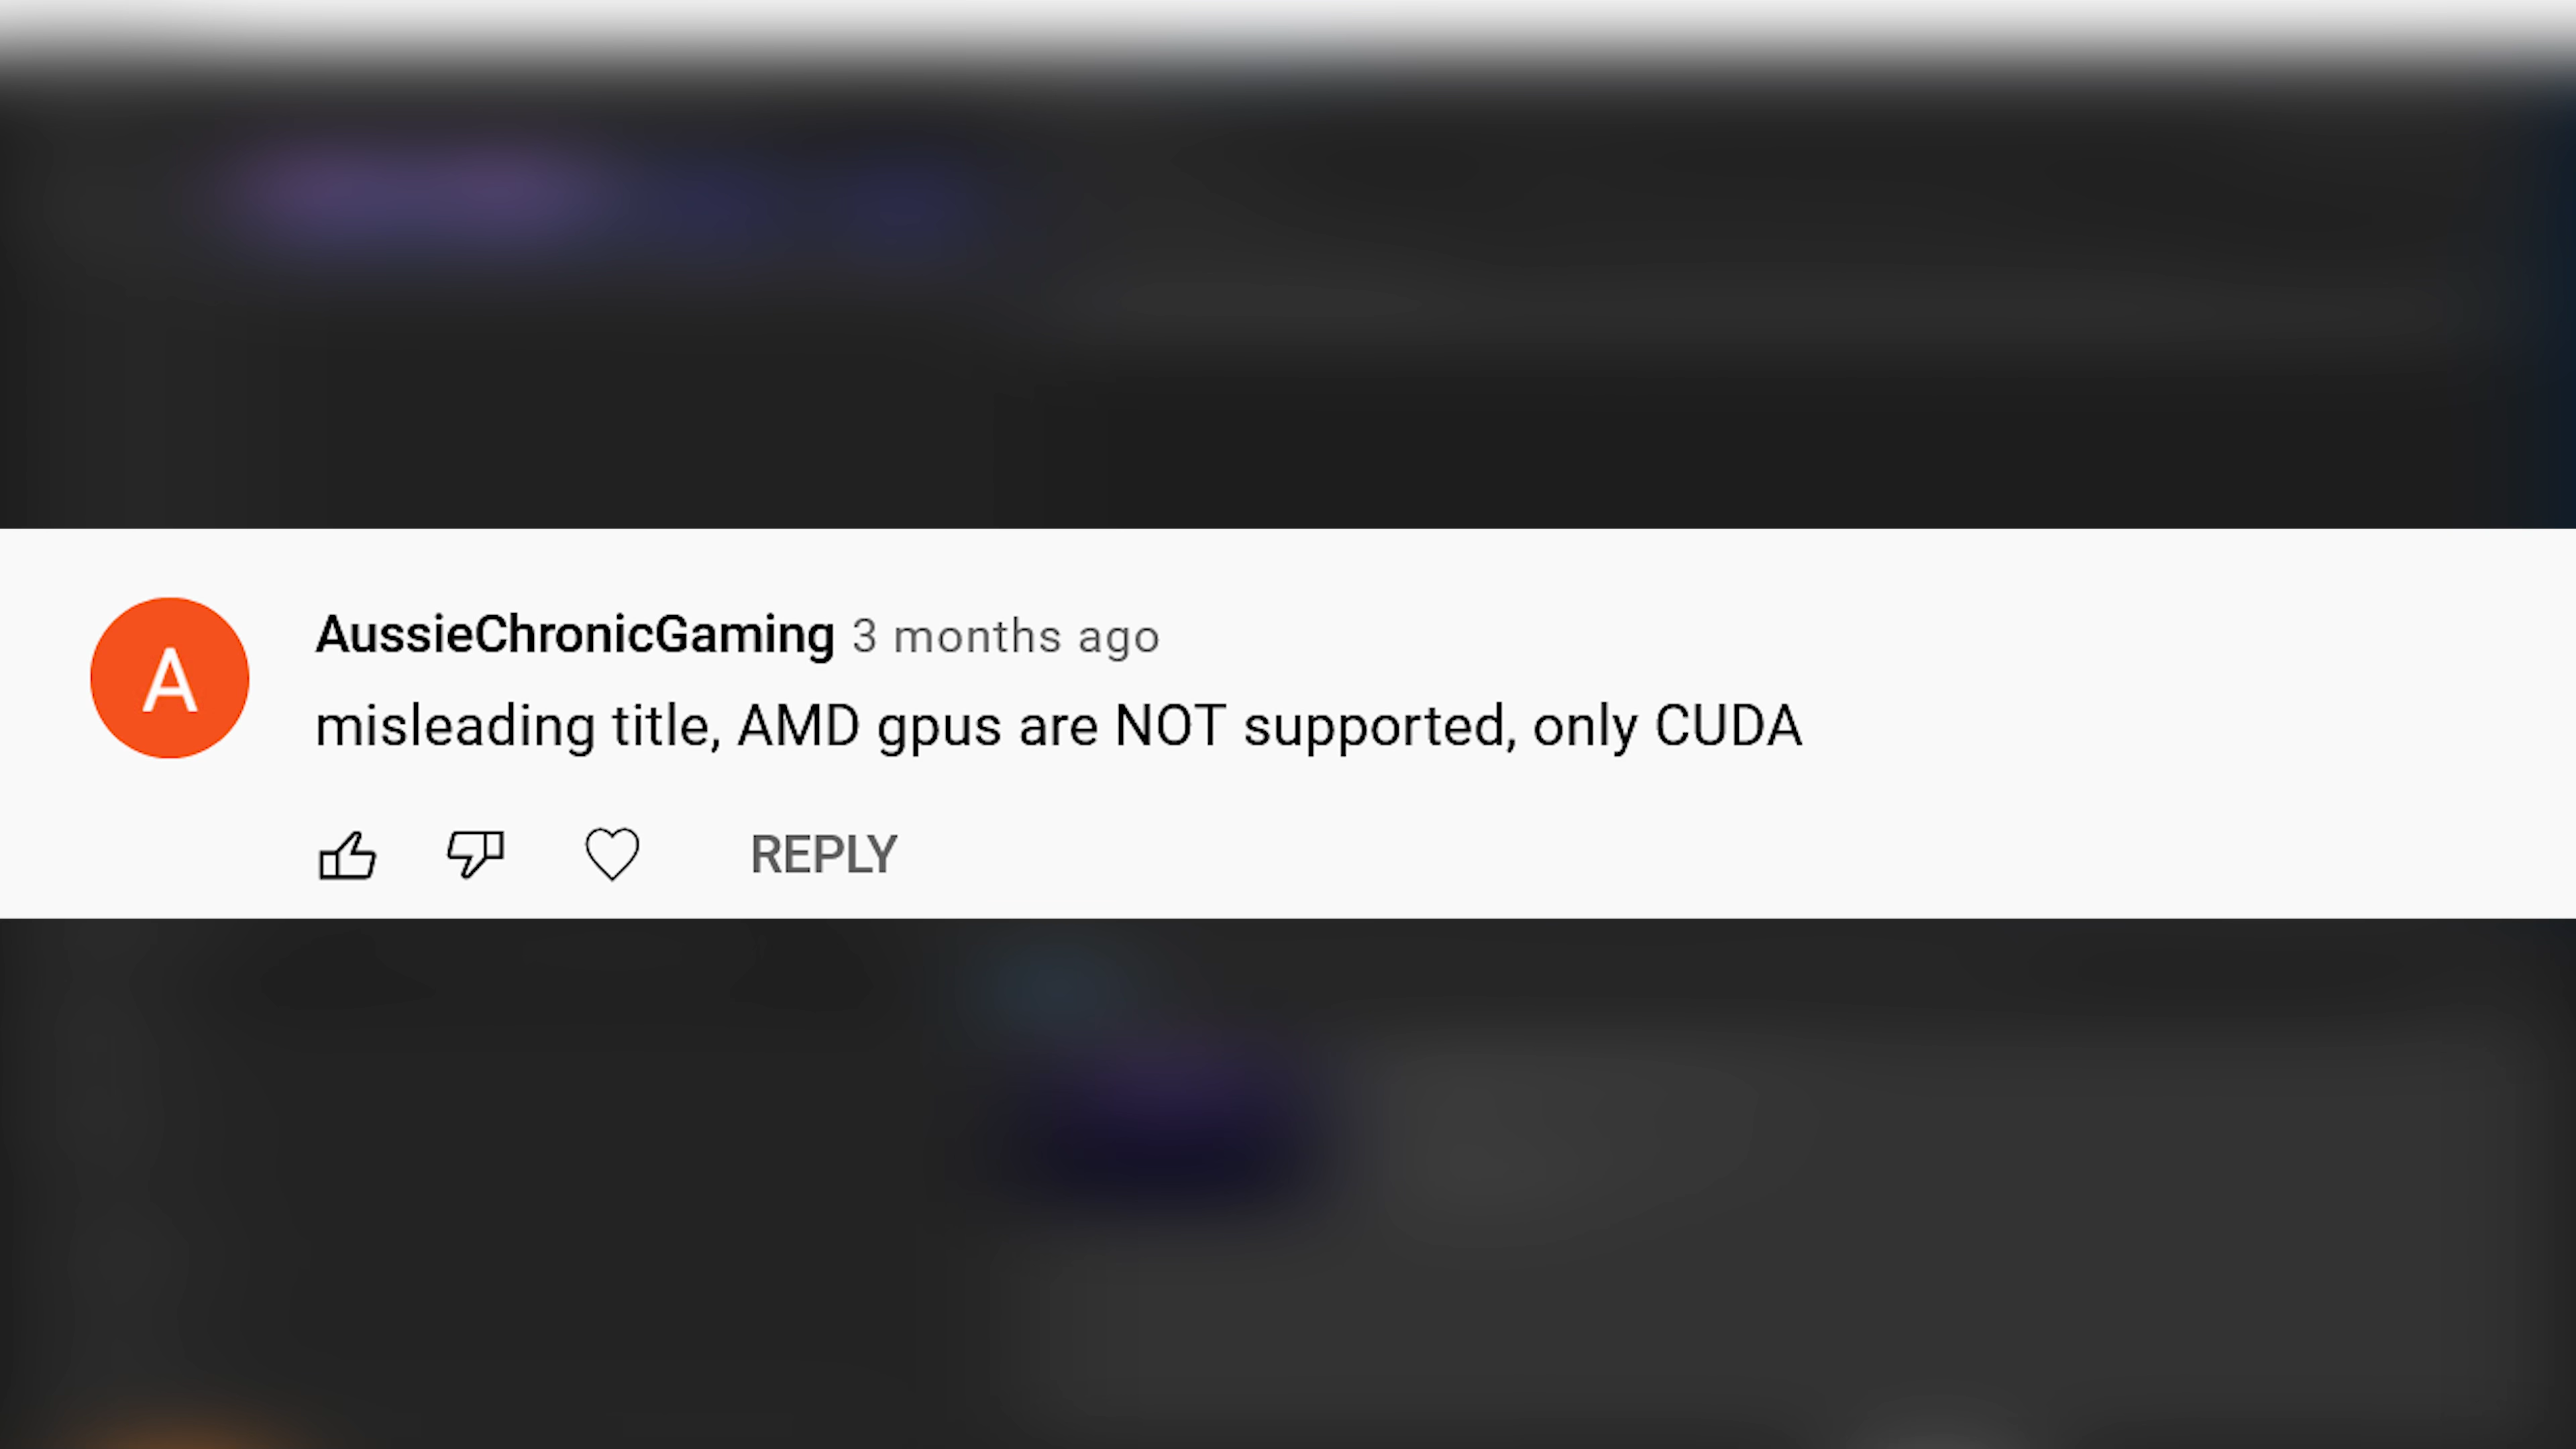 A
AussieChronicGaming 3 months ago
misleading title, AMD gpus are NOT supported, only CUDA
REPLY